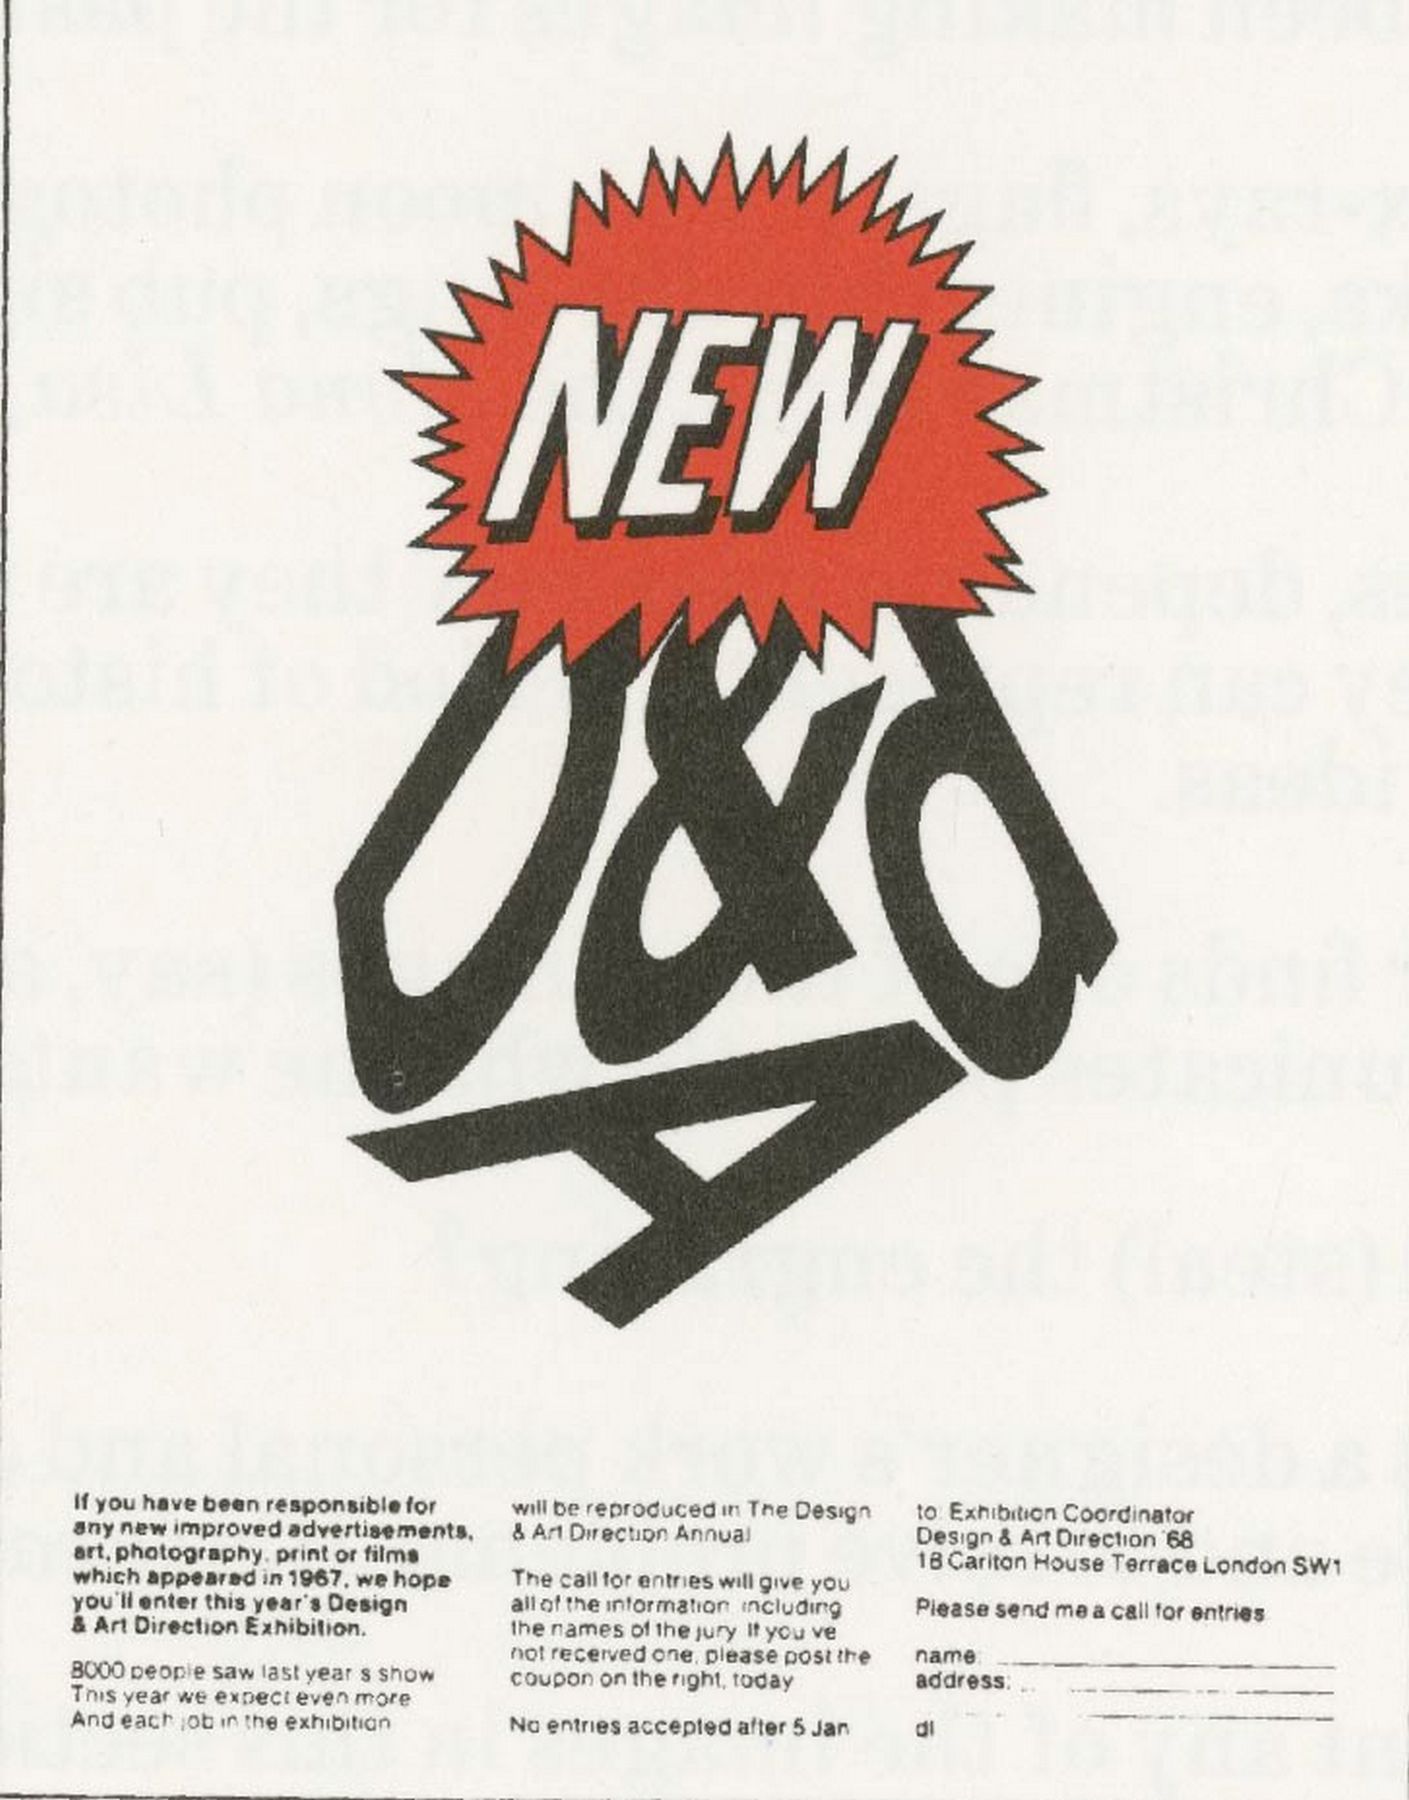 NEW
D&
Ad
If you have been responsible for
any new improved advertisements,
art, photography, print or films
which appeared in 1967, we hope
you'll enter this year's Design
& Art Direction Exhibition.
8000 people saw last year s show
This year we expect even more
And each job in the exhibition
will be reproduced in The Design
& Art Direction Annual
The call for entries will give you
all of the information including
the names of the jury If you ve
not received one, please post the
coupon on the right, today
No entries accepted after 5 Jan
to: Exhibition Coordinator
Design & Art Direction '68
18 Carlton House Terrace London SW1
Please send me a call for entries
name:
address:
dl